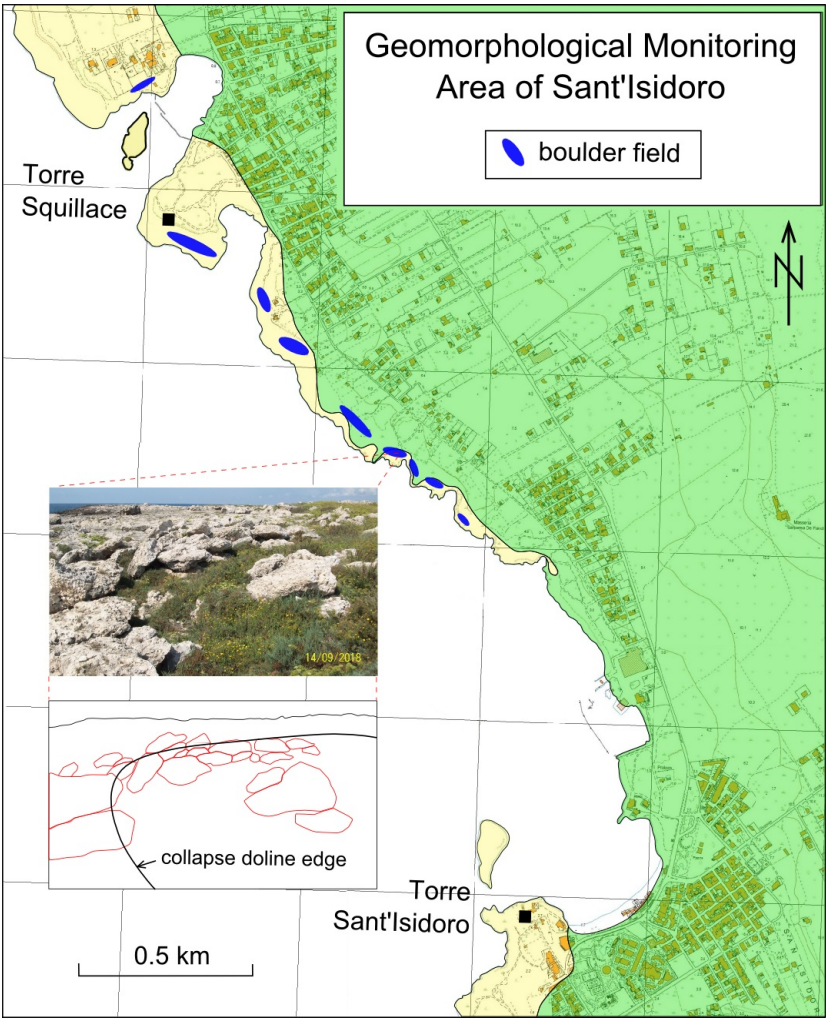 Geomorphological Monitoring
Area of Sant'Isidoro
boulder field
Torre
Squillace
N
14/09/2018
collapse doline edge
Torre
Sant'Isidoro
0.5 km